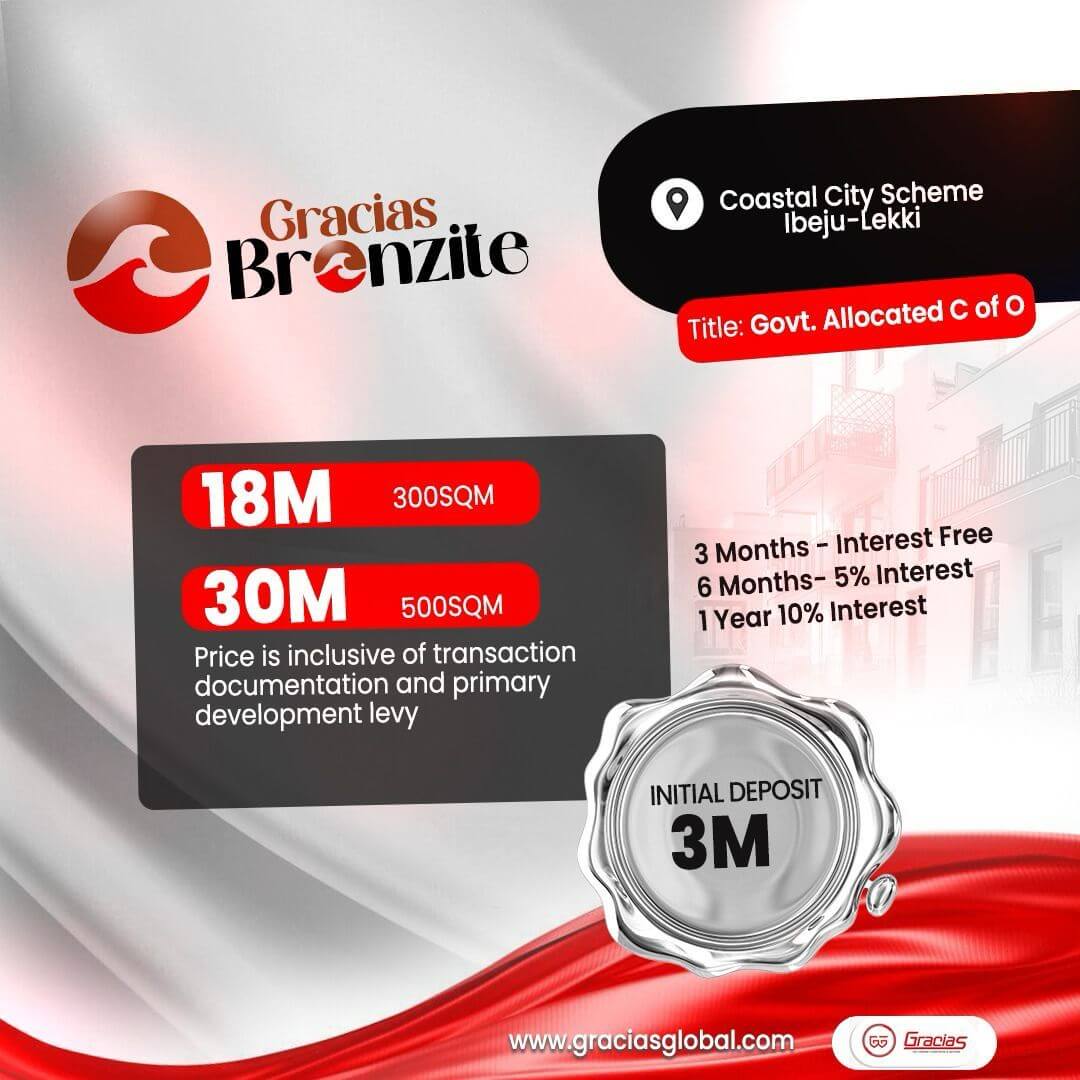 Gracias
Bronzite
Coastal City Scheme
Ibeju-Lekki
Title: Govt. Allocated C of O
18M 300SQM
30M 500SQM
Price is inclusive of transaction
documentation and primary
development levy
3 Months - Interest Free
6 Months- 5% Interest
1 Year 10% Interest
INITIAL DEPOSIT
3M
www.graciasglobal.com
Gracias